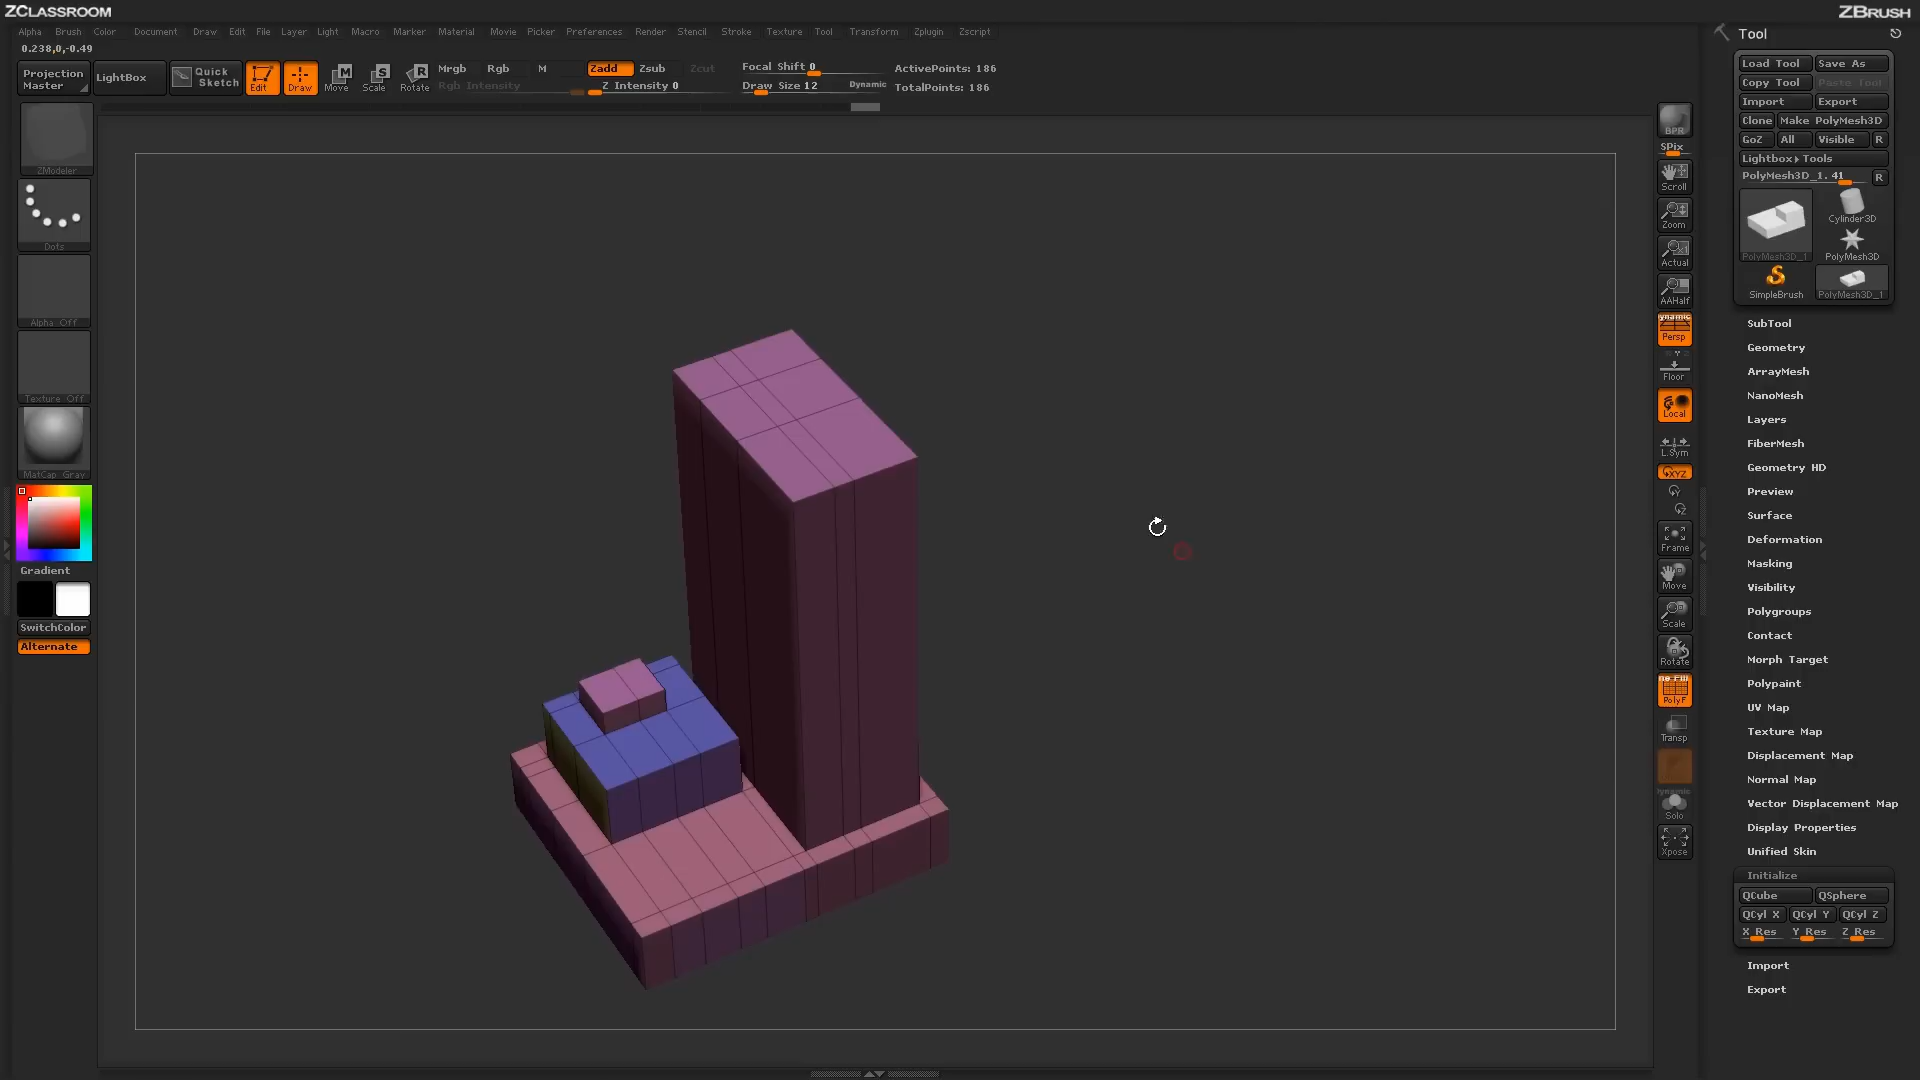 ZCLASSROOM
ZBRUSH
Alpha Brush Color Document Draw Edit File Layer Light Macro Marker Material Movie Picker Preferences Render Stencil Stroke Texture Tool Transform Zplugin Zscript
0.238,0,-0.49
Projection Master
LightBox
Quick Sketch
Edit
Draw
Move
Scale
Rotate
Mrgb Rgb M
Rgb Intensity
Zadd Zsub Zcut
Z Intensity 0
Focal Shift 0
Draw Size 12 Dynamic
ActivePoints: 186
TotalPoints: 186
ZModeler
Dots
Alpha Off
Texture Off
MatCap Gray
Gradient
SwitchColor
Alternate
BPR
SPix
Scroll
Zoom
Actual
AAHalf
Persp
Floor
Local
L.Sym
XYZ
Frame
Move
Scale
Rotate
PolyF
Transp
Dynamic
Solo
Xpose
Tool
Load Tool Save As
Copy Tool Paste Tool
Import Export
Clone Make PolyMesh3D
GoZ All Visible R
Lightbox▸Tools
PolyMesh3D_1. 41 R
PolyMesh3D_1
Cylinder3D
PolyMesh3D
SimpleBrush
PolyMesh3D_1
SubTool
Geometry
ArrayMesh
NanoMesh
Layers
FiberMesh
Geometry HD
Preview
Surface
Deformation
Masking
Visibility
Polygroups
Contact
Morph Target
Polypaint
UV Map
Texture Map
Displacement Map
Normal Map
Vector Displacement Map
Display Properties
Unified Skin
Initialize
QCube QSphere
QCyl X QCyl Y QCyl Z
X Res Y Res Z Res
Import
Export